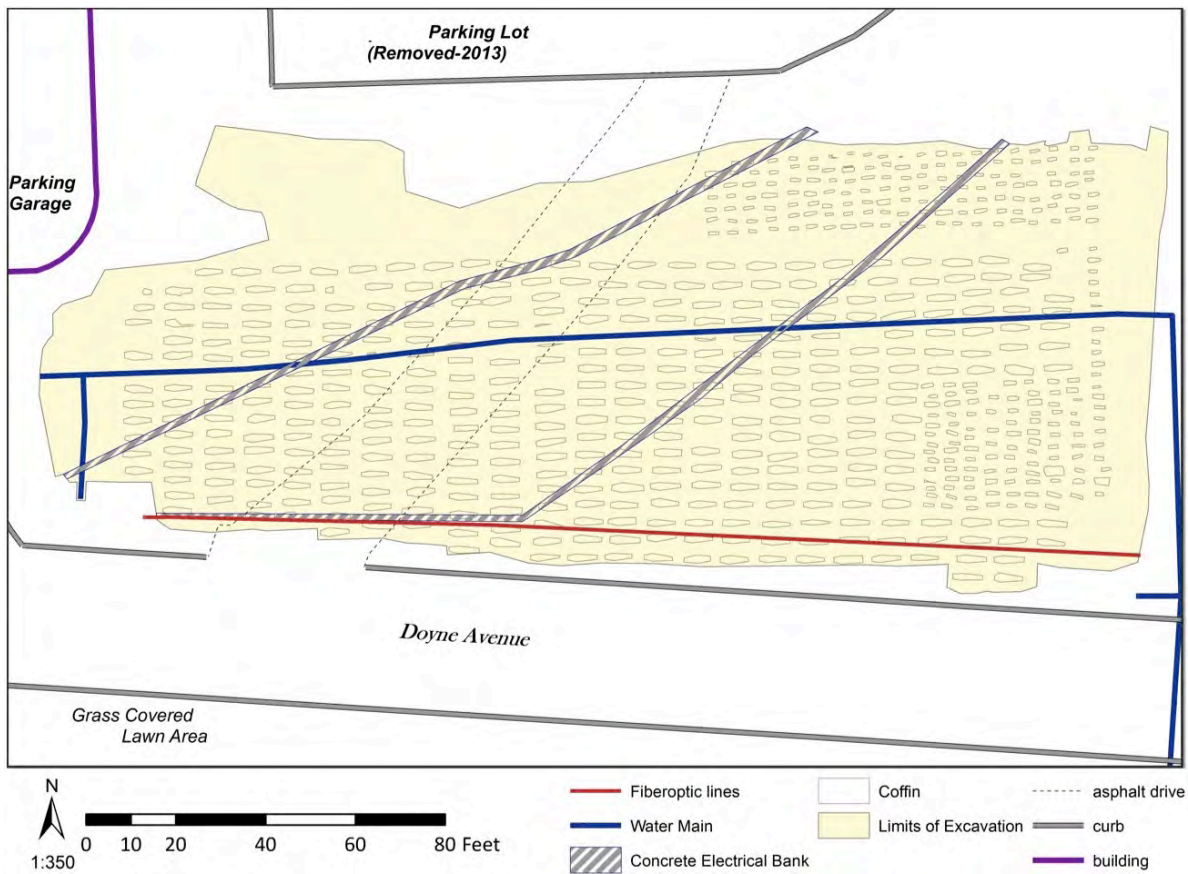 Parking Lot
(Removed-2013)
Parking
Garage
Doyne Avenue
Grass Covered
Lawn Area
N
1:350
0 10 20 40 60 80 Feet
Fiberoptic lines
Water Main
Concrete Electrical Bank
Coffin
Limits of Excavation
asphalt drive
curb
building